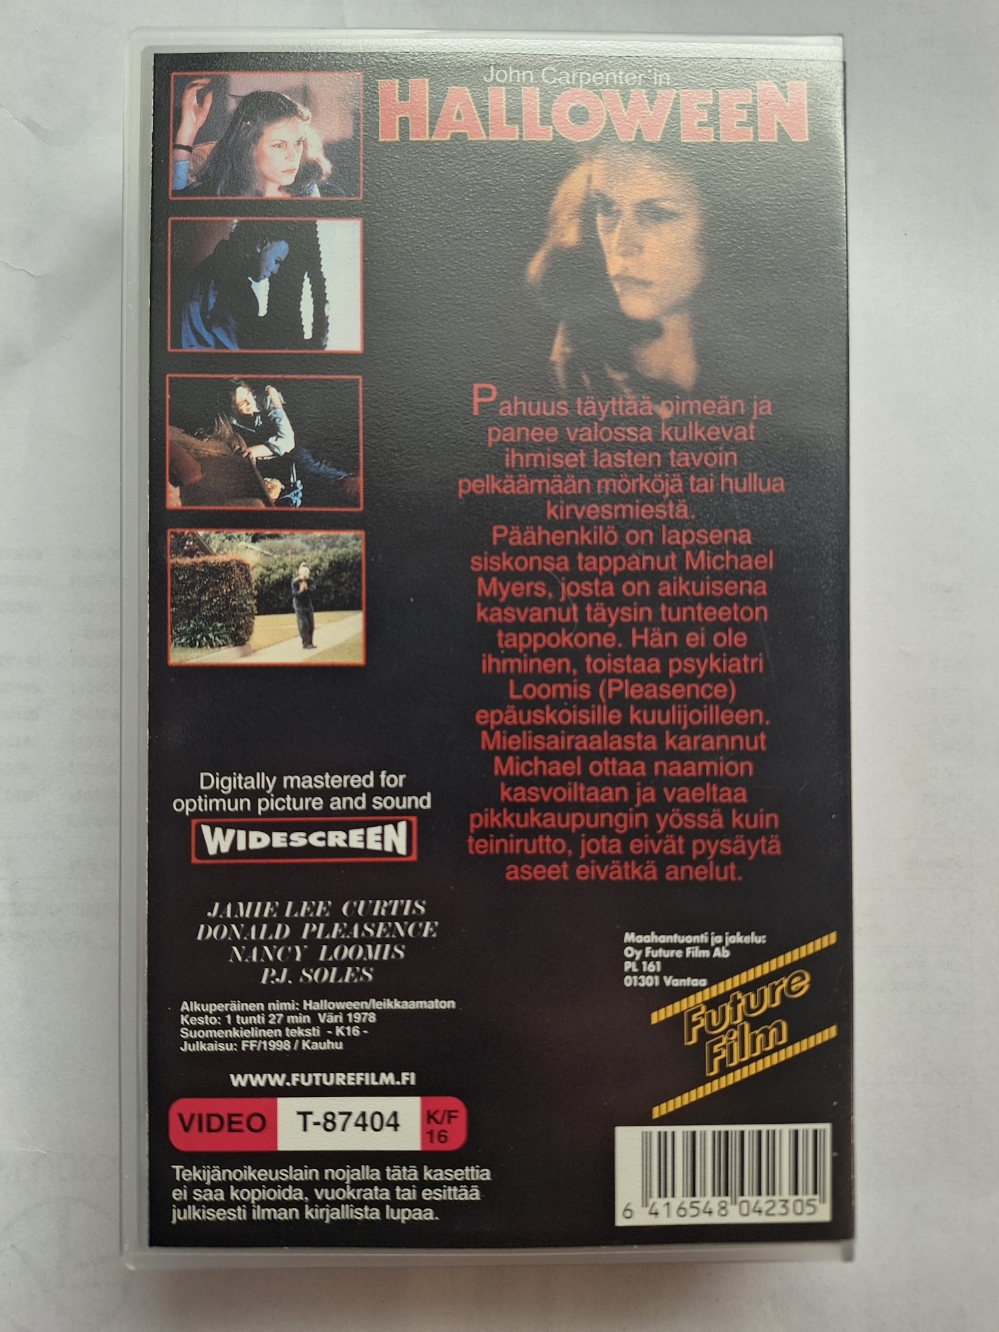 John Carpenter in
HALLOWEEN
Pahuus täyttää pimeän ja
panee valossa kulkevat
ihmiset lasten tavoin
pelkäämään mörköjä tai hullua
kirvesmiestä.
Päähenkilö on lapsena
siskonsa tappanut Michael
Myers, josta on aikuisena
kasvanut täysin tunteeton
tappokone. Hän ei ole
ihminen, toistaa psykiatri
Loomis (Pleasence)
epäuskoisille kuulijoilleen.
Mielisairaalasta karannut
Michael ottaa naamion
kasvoiltaan ja vaeltaa
pikkukaupungin yössä kuin
teinirutto, jota eivät pysäytä
aseet eivätkä anelut.
Digitally mastered for
optimun picture and sound
WIDESCREEN
JAMIE LEE CURTIS
DONALD PLEASENCE
NANCY LOOMIS
P.J. SOLES
Alkuperäinen nimi: Halloween/leikkaamaton
Kesto: 1 tunti 27 min Väri 1978
Suomenkielinen teksti - K16 -
Julkaisu: FF/1998 / Kauhu
WWW.FUTUREFILM.FI
VIDEO T-87404 K/F 16
Tekijänoikeuslain nojalla tätä kasettia
ei saa kopioida, vuokrata tai esittää
julkisesti ilman kirjallista lupaa.
Maahantuonti ja jakelu:
Oy Future Film Ab
PL 161
01301 Vantaa
Future
Film
6 416548 042305